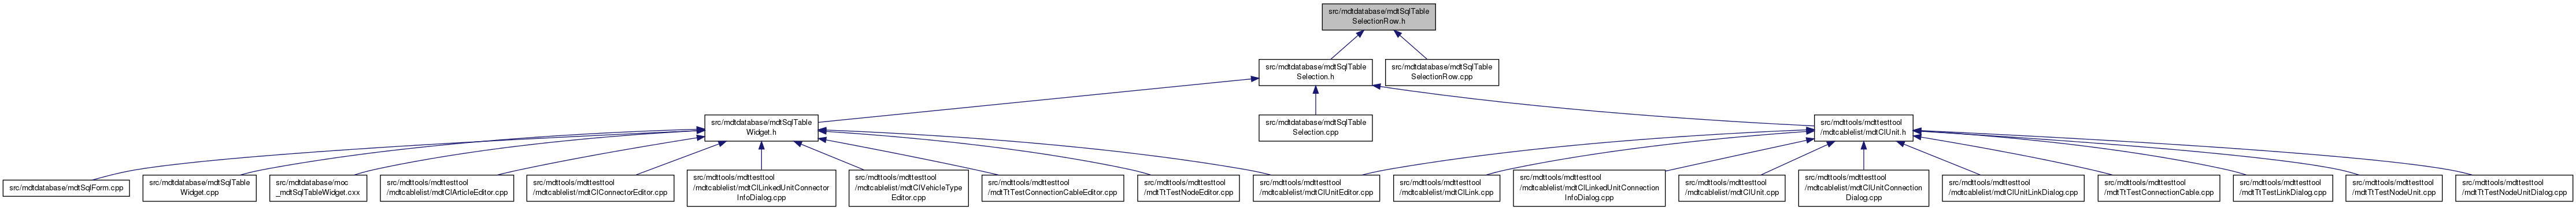 src/mdtdatabase/mdtSqlTable
SelectionRow.h
src/mdtdatabase/mdtSqlTable
Selection.h
src/mdtdatabase/mdtSqlTable
SelectionRow.cpp
src/mdtdatabase/mdtSqlTable
Widget.h
src/mdtdatabase/mdtSqlTable
Selection.cpp
src/mdttools/mdttesttool
/mdtcablelist/mdtClUnit.h
src/mdtdatabase/mdtSqlForm.cpp
src/mdtdatabase/mdtSqlTable
Widget.cpp
src/mdtdatabase/moc
_mdtSqlTableWidget.cxx
src/mdttools/mdttesttool
/mdtcablelist/mdtClArticleEditor.cpp
src/mdttools/mdttesttool
/mdtcablelist/mdtClConnectorEditor.cpp
src/mdttools/mdttesttool
/mdtcablelist/mdtClLinkedUnitConnector
InfoDialog.cpp
src/mdttools/mdttesttool
/mdtcablelist/mdtClVehicleType
Editor.cpp
src/mdttools/mdttesttool
/mdtTtTestConnectionCableEditor.cpp
src/mdttools/mdttesttool
/mdtTtTestNodeEditor.cpp
src/mdttools/mdttesttool
/mdtcablelist/mdtClUnitEditor.cpp
src/mdttools/mdttesttool
/mdtcablelist/mdtClLink.cpp
src/mdttools/mdttesttool
/mdtcablelist/mdtClLinkedUnitConnection
InfoDialog.cpp
src/mdttools/mdttesttool
/mdtcablelist/mdtClUnit.cpp
src/mdttools/mdttesttool
/mdtcablelist/mdtClUnitConnection
Dialog.cpp
src/mdttools/mdttesttool
/mdtcablelist/mdtClUnitLinkDialog.cpp
src/mdttools/mdttesttool
/mdtTtTestConnectionCable.cpp
src/mdttools/mdttesttool
/mdtTtTestLinkDialog.cpp
src/mdttools/mdttesttool
/mdtTtTestNodeUnit.cpp
src/mdttools/mdttesttool
/mdtTtTestNodeUnitDialog.cpp